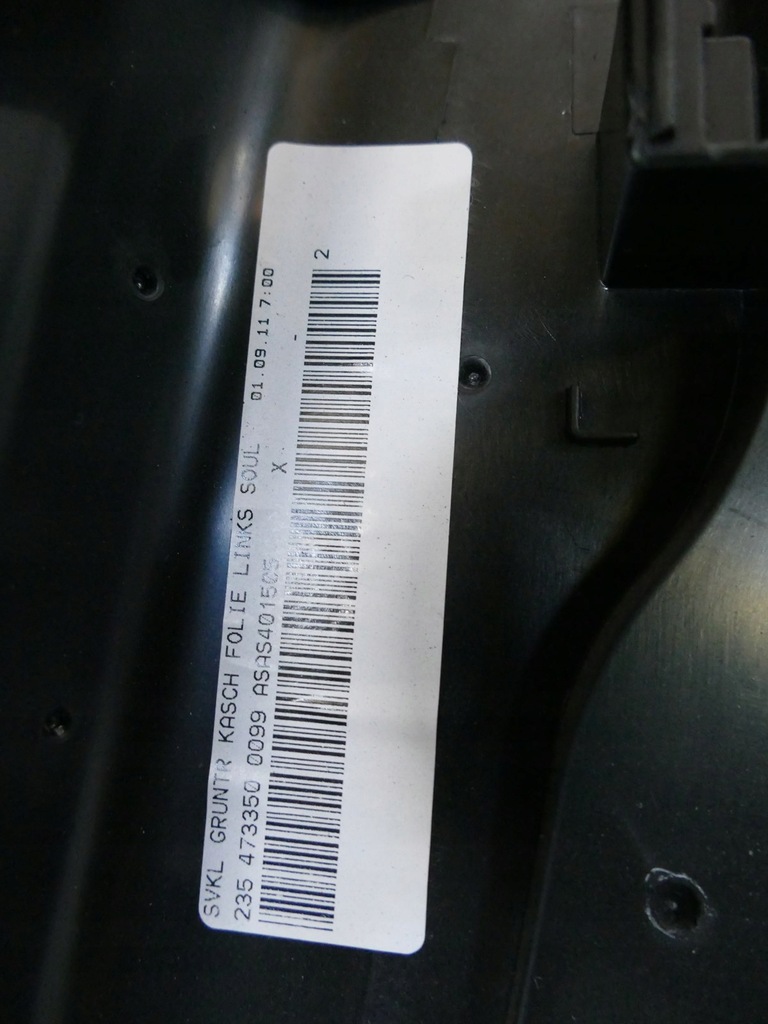 SVKL GRUNTR KASCH FOLIE LINKS SOUL 01.09.11 7:00
235 473350 0099 ASAS401505 X -
2